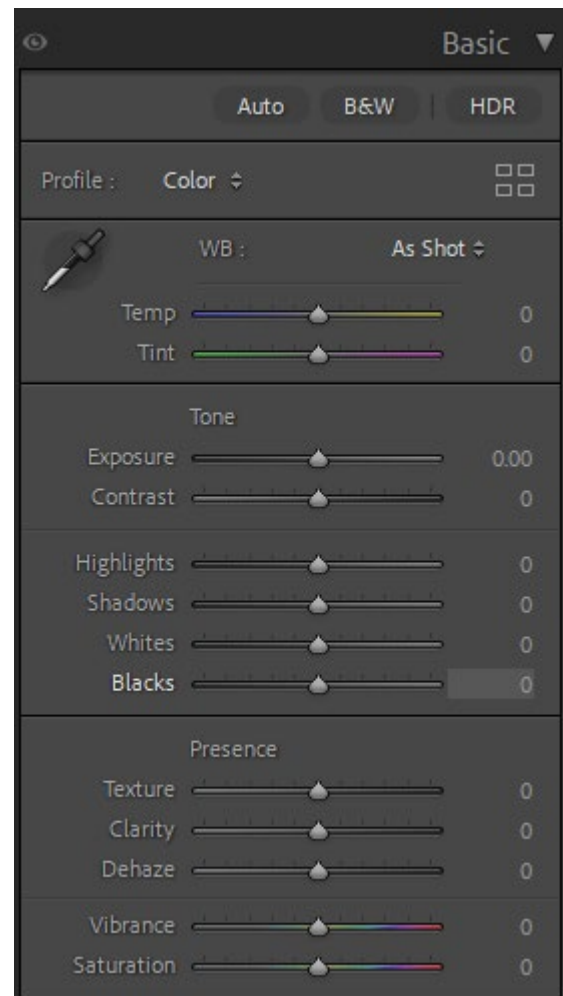 Basic
Auto B&W HDR
Profile : Color
WB : As Shot
Temp 0
Tint 0
Tone
Exposure 0.00
Contrast 0
Highlights 0
Shadows 0
Whites 0
Blacks 0
Presence
Texture 0
Clarity 0
Dehaze 0
Vibrance 0
Saturation 0